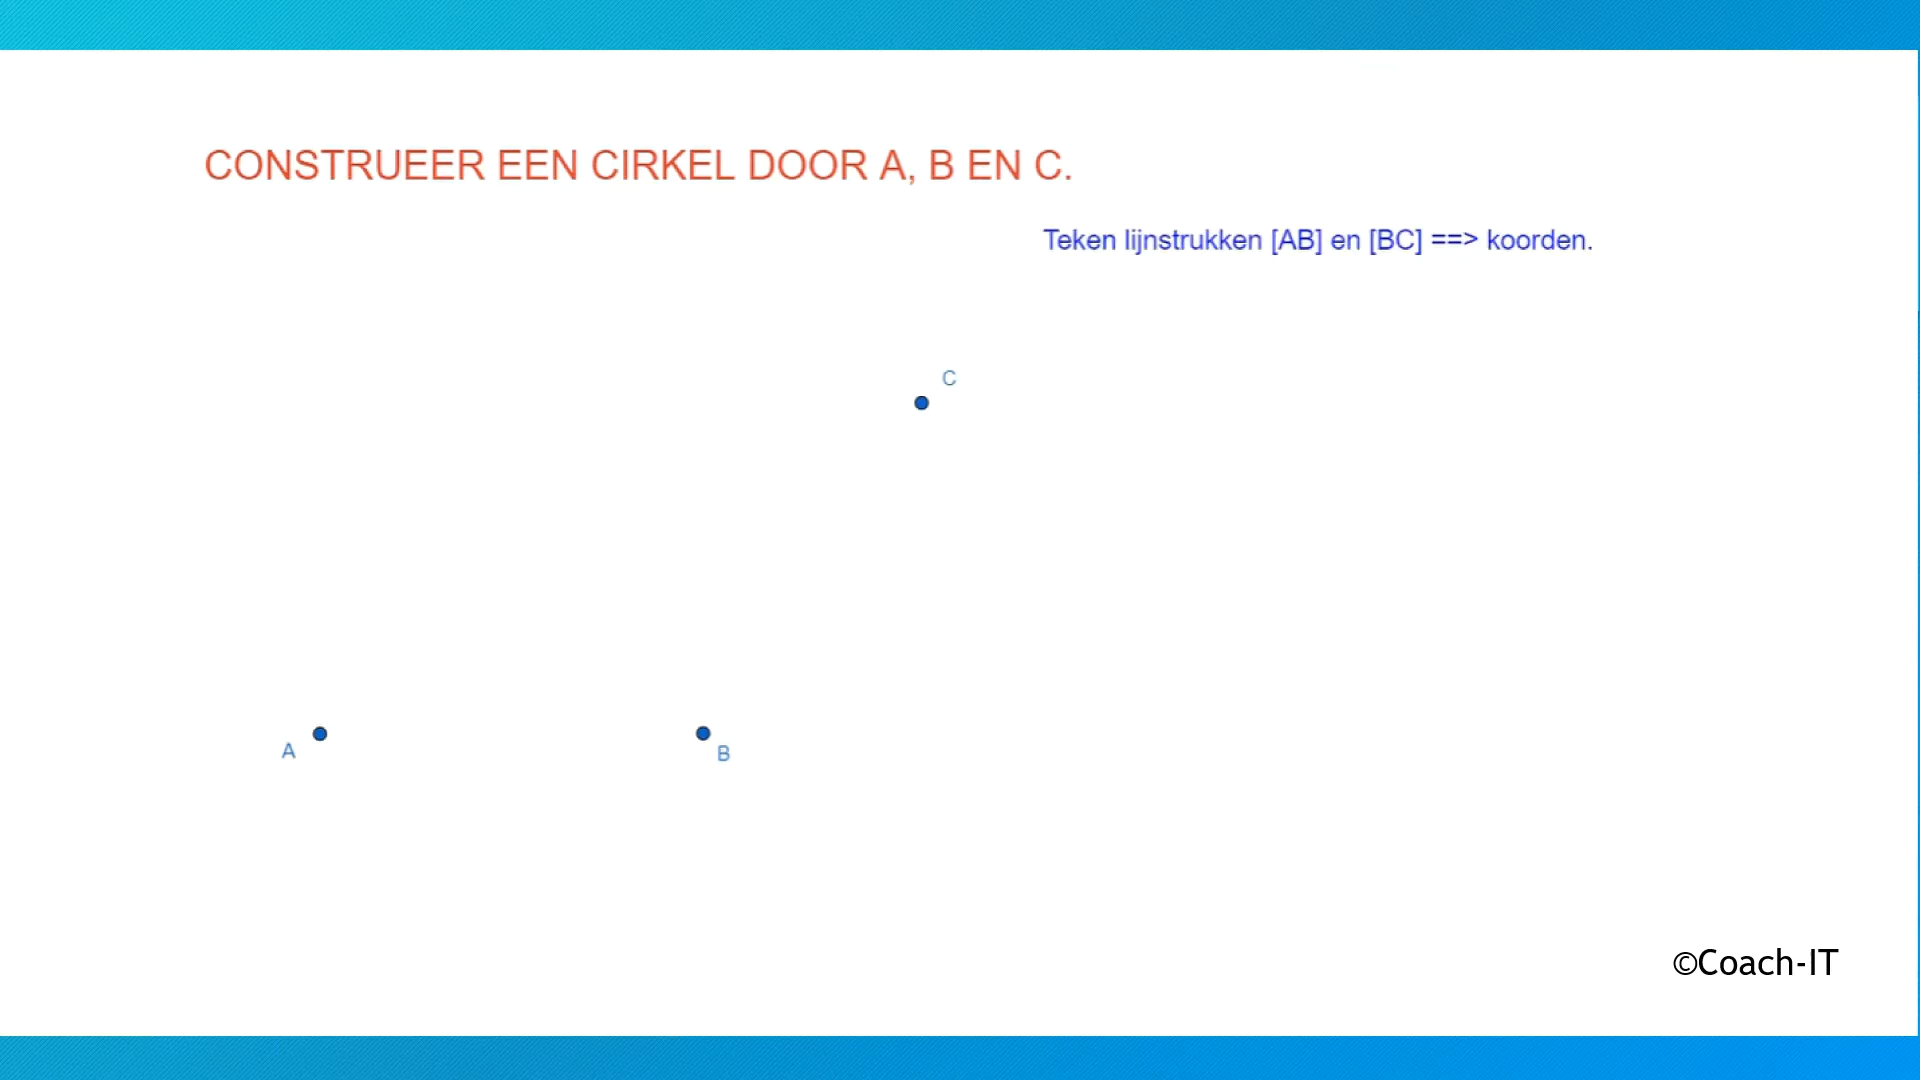 CONSTRUEER EEN CIRKEL DOOR A, B EN C.
Teken lijnstrukken [AB] en [BC] ==> koorden.
C
A
B
©Coach-IT